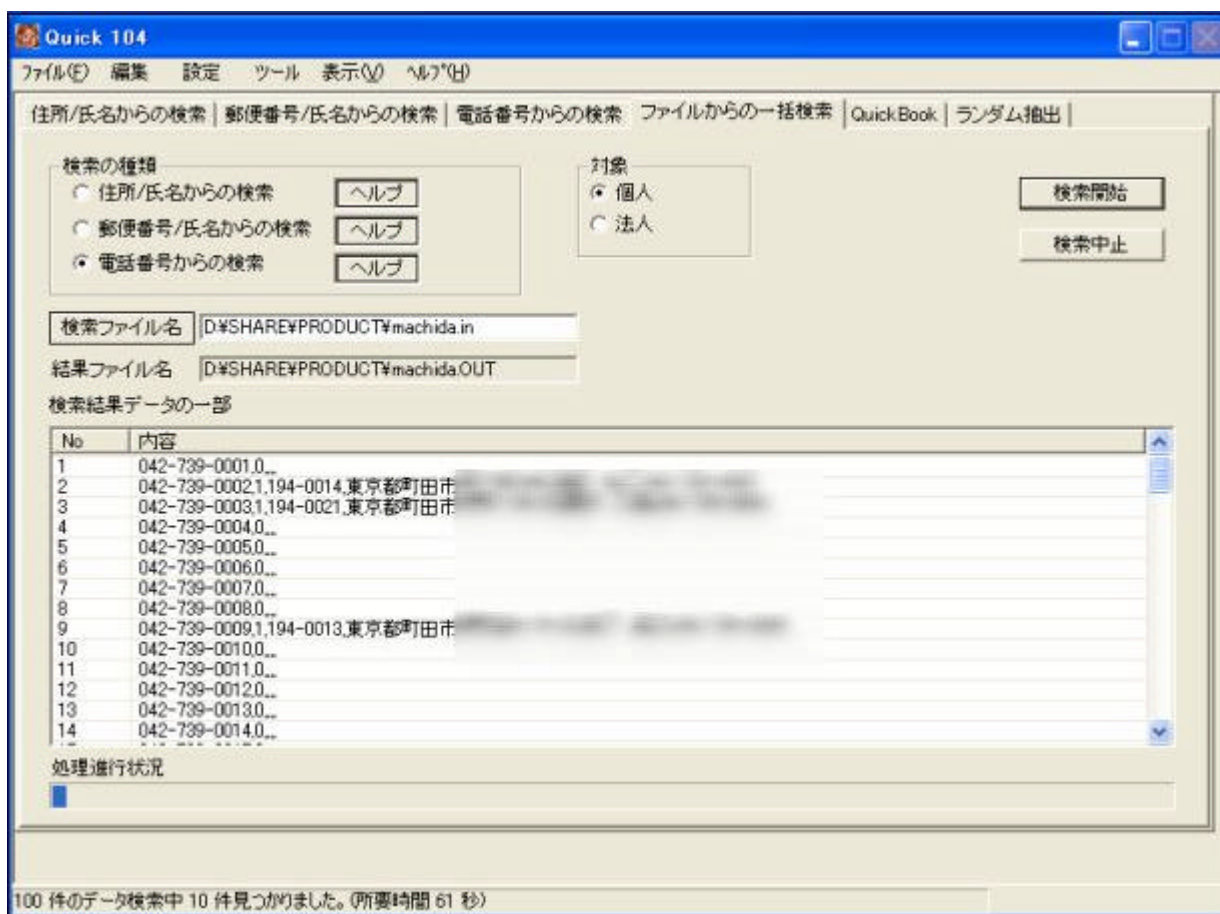 Quick 104
ファイル(F) 編集 設定 ツール 表示(V) ヘルプ(H)
住所/氏名からの検索 郵便番号/氏名からの検索 電話番号からの検索 ファイルからの一括検索 QuickBook ランダム抽出
検索の種類
住所/氏名からの検索 ヘルプ
郵便番号/氏名からの検索 ヘルプ
電話番号からの検索 ヘルプ
対象
個人
法人
検索開始
検索中止
検索ファイル名 D:¥SHARE¥PRODUCT¥machida.in
結果ファイル名 D:¥SHARE¥PRODUCT¥machida.OUT
検索結果データの一部
No 内容
1 042-739-0001,0,,,
2 042-739-0002,1,194-0014,東京都町田市
3 042-739-0003,1,194-0021,東京都町田市
4 042-739-0004,0,,,
5 042-739-0005,0,,,
6 042-739-0006,0,,,
7 042-739-0007,0,,,
8 042-739-0008,0,,,
9 042-739-0009,1,194-0013,東京都町田市
10 042-739-0010,0,,,
11 042-739-0011,0,,,
12 042-739-0012,0,,,
13 042-739-0013,0,,,
14 042-739-0014,0,,,
処理進行状況
100 件のデータ検索中 10 件見つかりました。(所要時間 61 秒)